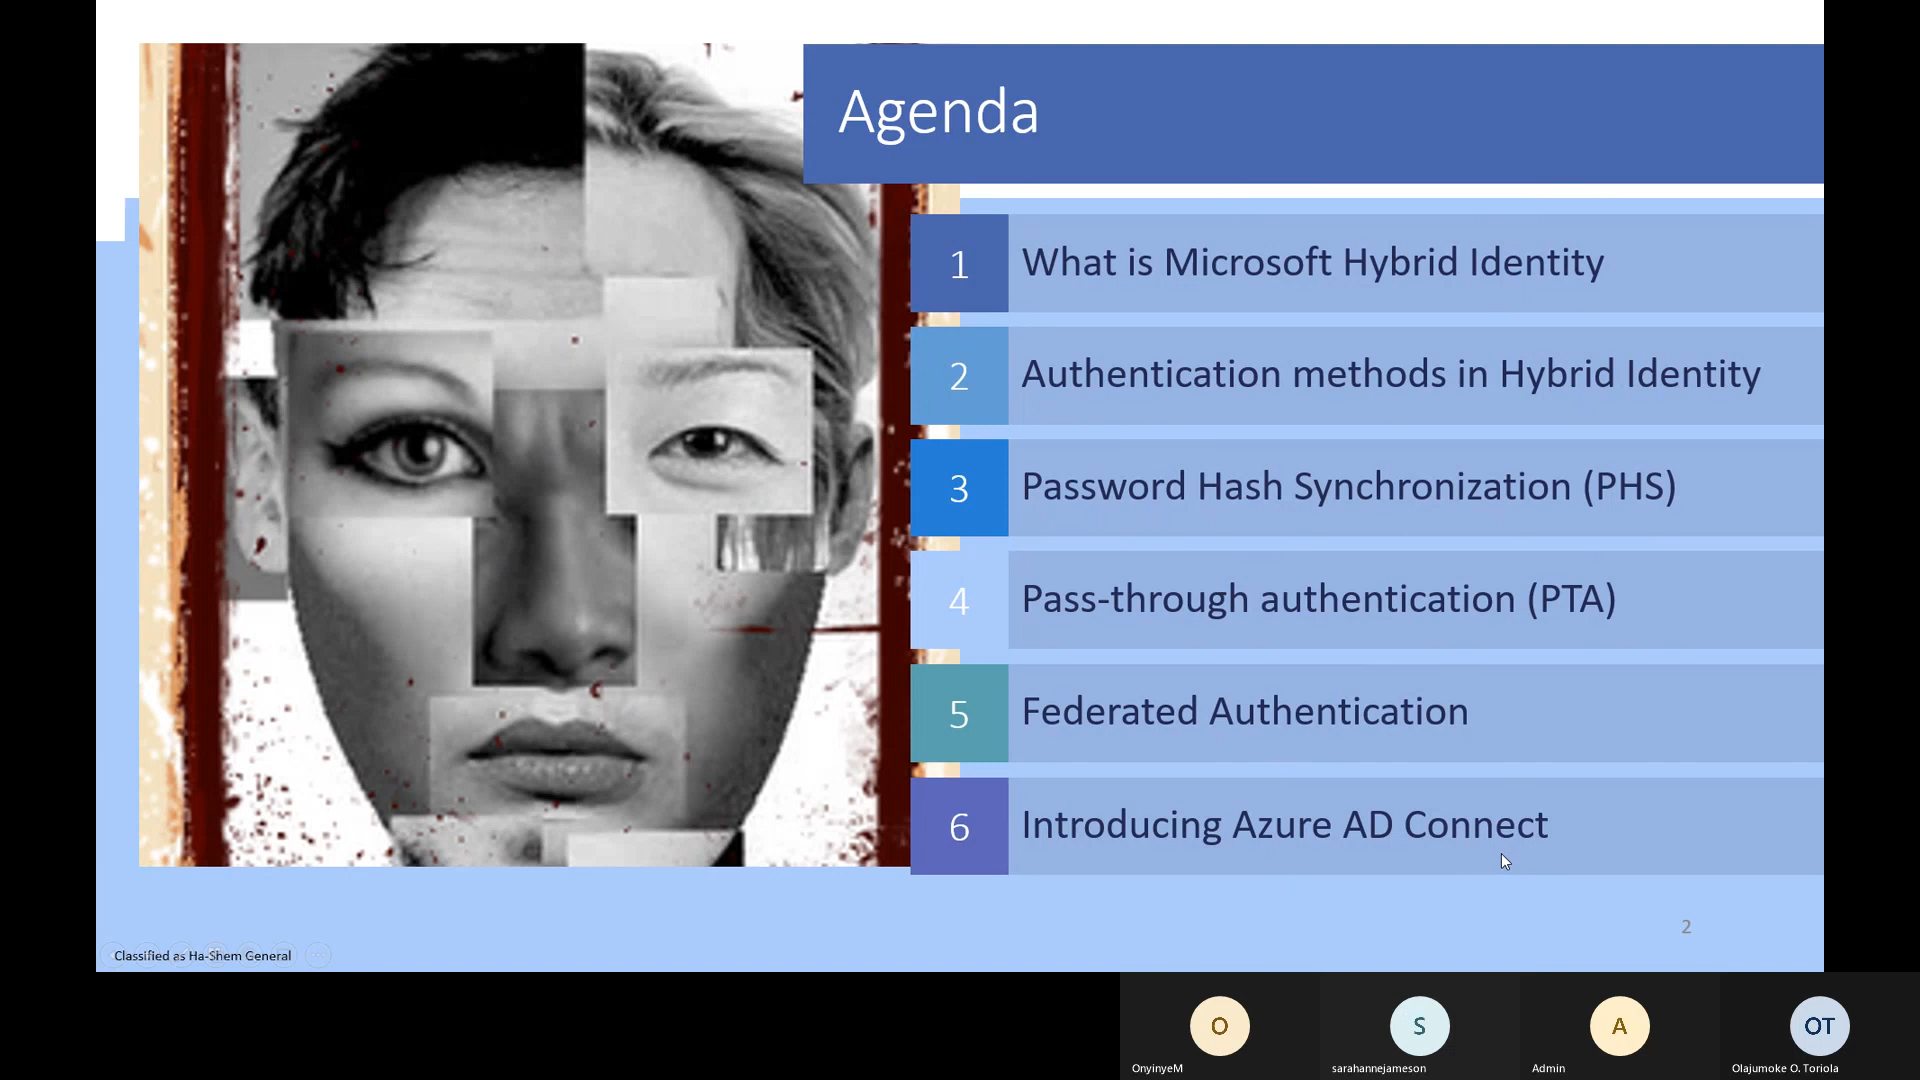 Agenda
1 What is Microsoft Hybrid Identity
2 Authentication methods in Hybrid Identity
3 Password Hash Synchronization (PHS)
4 Pass-through authentication (PTA)
5 Federated Authentication
6 Introducing Azure AD Connect
2
Classified as Ha-Shem General
O
OnyinyeM
S
sarahannejameson
A
Admin
OT
Olajumoke O. Toriola